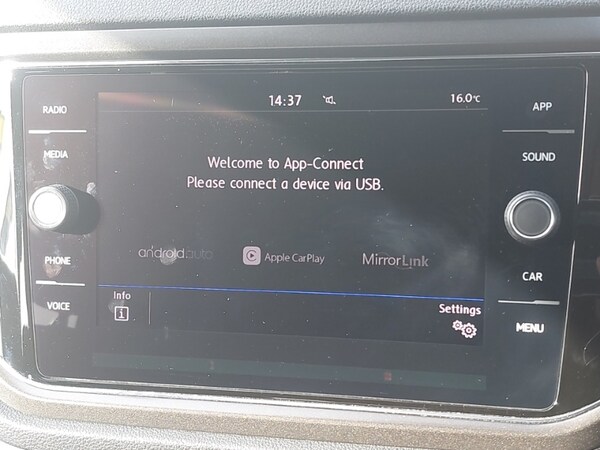 RADIO
MEDIA
PHONE
VOICE
14:37
16.0°C
Welcome to App-Connect
Please connect a device via USB.
androidauto
Apple CarPlay
MirrorLink
Info
i
Settings
APP
SOUND
CAR
MENU